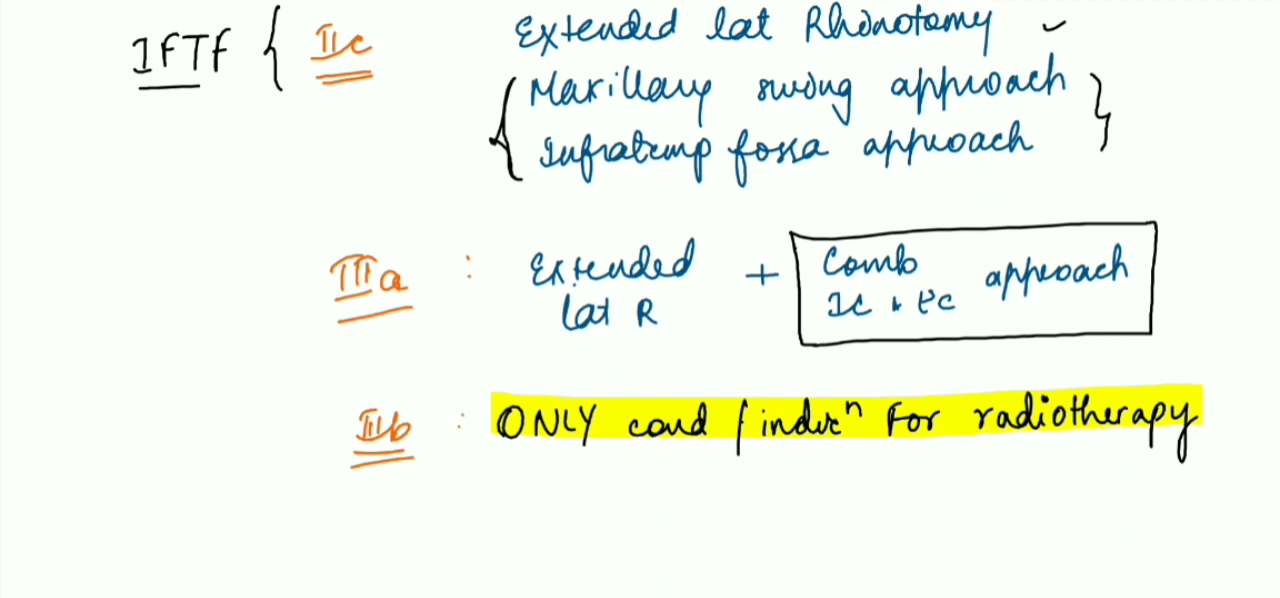 IFTF { IIc Extended lat Rhinotomy ✓
{ Maxillary swing approach }
Infratemp fossa approach
IIIa : Extended lat R + Comb IC & EC approach
IIIb : ONLY cond / indicⁿ For radiotherapy